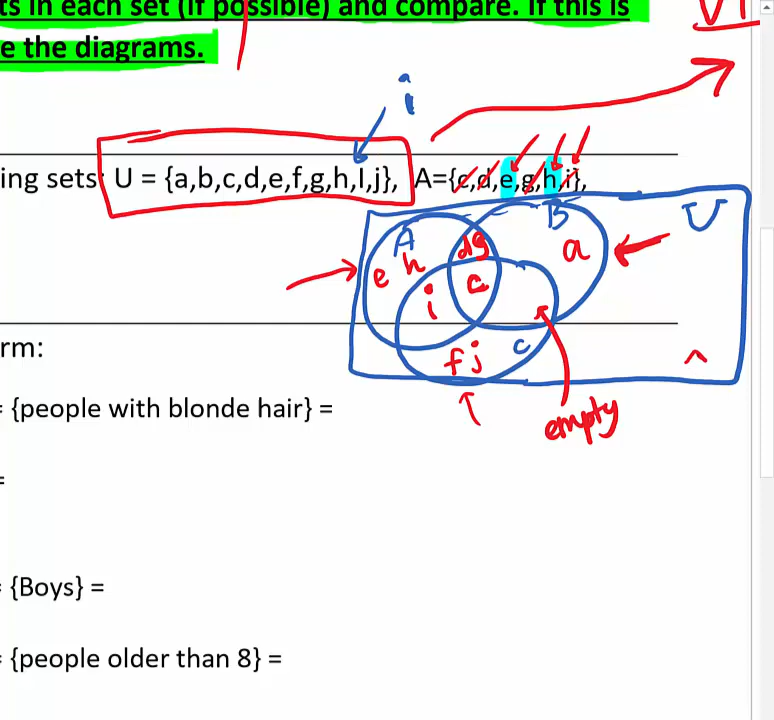 ts in each set (if possible) and compare. If this is
e the diagrams.
i
ing sets: U = {a,b,c,d,e,f,g,h,I,j}, A={c,d,e,g,h,i},
U
A B
dg a
e h
c
i
c
rm:
f j
= {people with blonde hair} =
empty
=
= {Boys} =
= {people older than 8} =